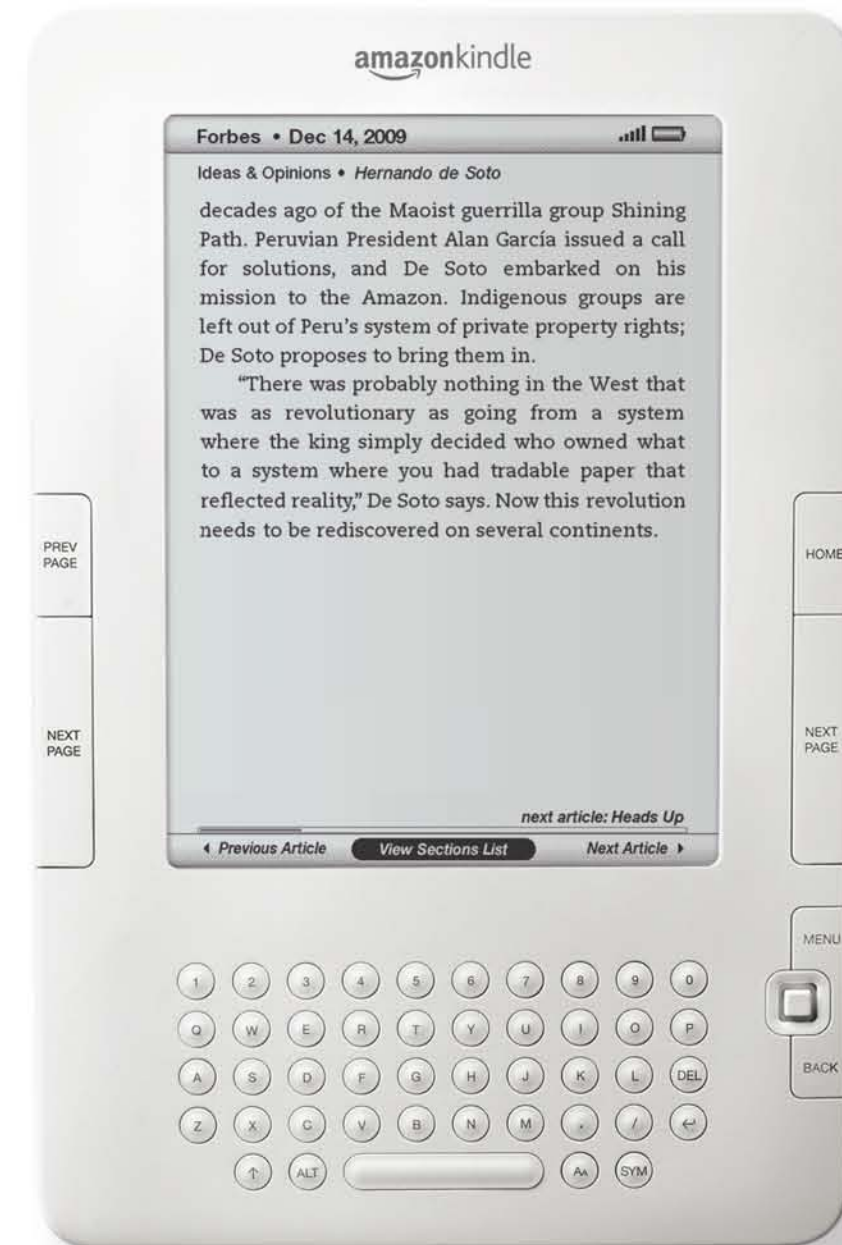 amazonkindle
Forbes • Dec 14, 2009
Ideas & Opinions • Hernando de Soto
decades ago of the Maoist guerrilla group Shining
Path. Peruvian President Alan García issued a call
for solutions, and De Soto embarked on his
mission to the Amazon. Indigenous groups are
left out of Peru's system of private property rights;
De Soto proposes to bring them in.
“There was probably nothing in the West that
was as revolutionary as going from a system
where the king simply decided who owned what
to a system where you had tradable paper that
reflected reality,” De Soto says. Now this revolution
needs to be rediscovered on several continents.
next article: Heads Up
Previous Article View Sections List Next Article
PREV
PAGE
NEXT
PAGE
HOME
NEXT
PAGE
MENU
BACK
1 2 3 4 5 6 7 8 9 0
Q W E R T Y U I O P
A S D F G H J K L DEL
Z X C V B N M . / ↵
↑ ALT AA SYM